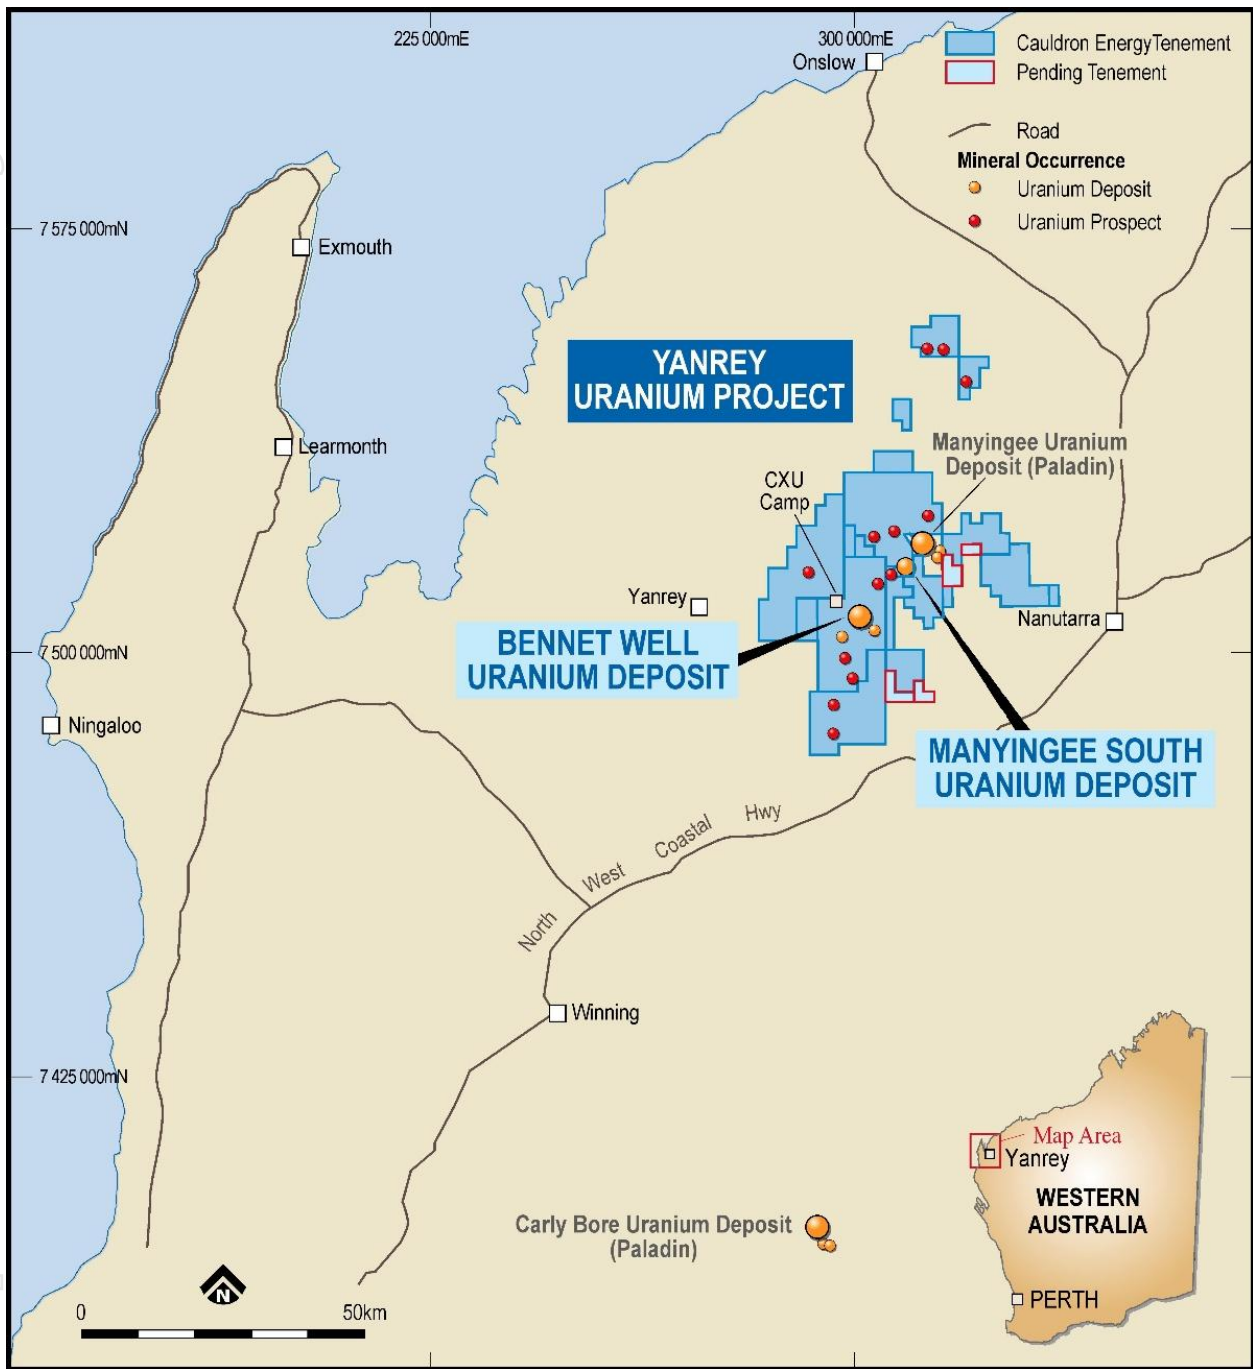 225 000mE
300 000mE
Onslow
Cauldron EnergyTenement
Pending Tenement
Road
Mineral Occurrence
Uranium Deposit
Uranium Prospect
7 575 000mN
Exmouth
YANREY
URANIUM PROJECT
Learmonth
Manyingee Uranium
Deposit (Paladin)
CXU
Camp
Yanrey
Nanutarra
BENNET WELL
URANIUM DEPOSIT
7 500 000mN
Ningaloo
MANYINGEE SOUTH
URANIUM DEPOSIT
North West Coastal Hwy
Winning
7 425 000mN
Map Area
Yanrey
WESTERN
AUSTRALIA
PERTH
Carly Bore Uranium Deposit
(Paladin)
N
0
50km